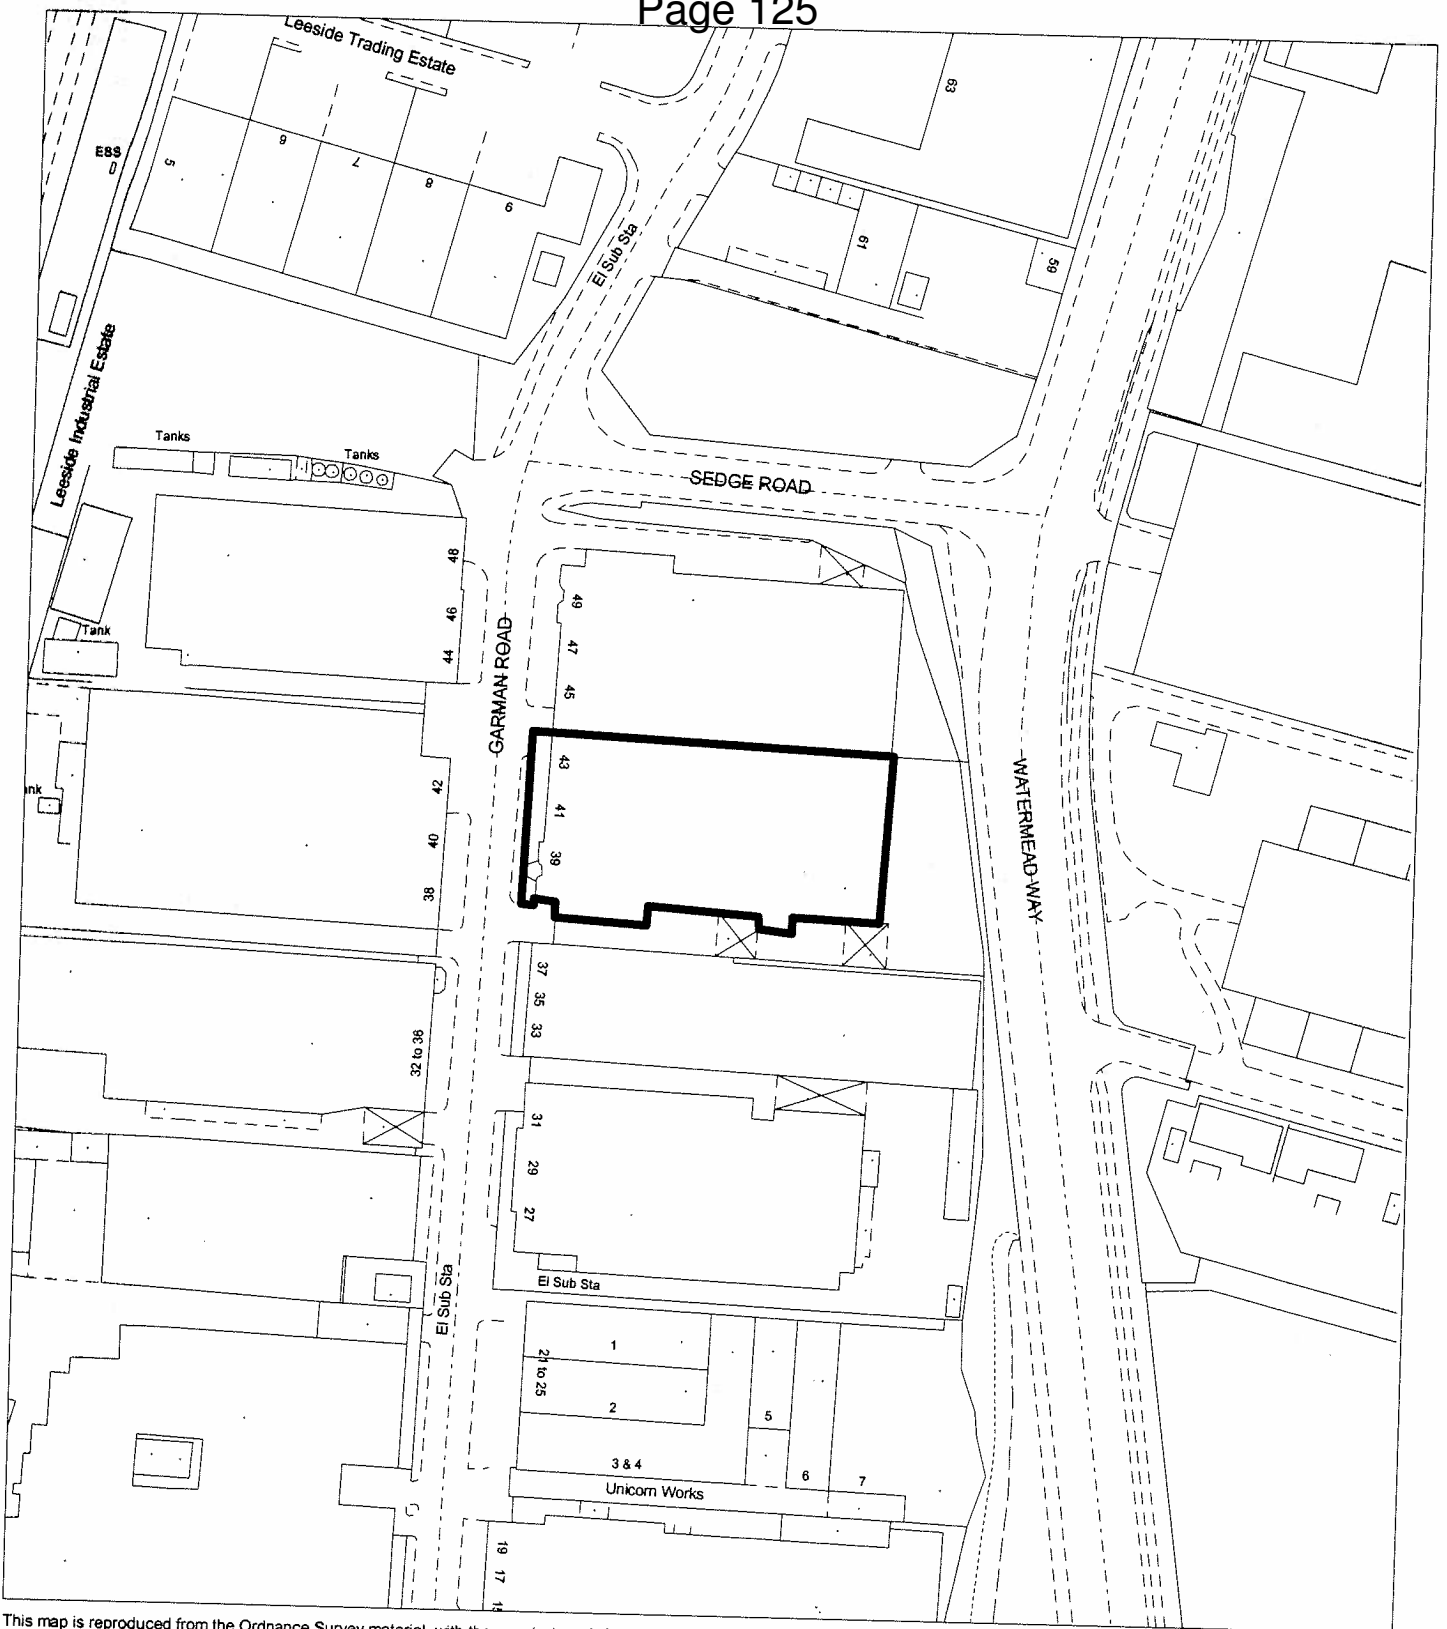 Page 125
Leeside Trading Estate
63
EBS
5
6
7
8
9
El Sub Sta
61
59
Leeside Industrial Estate
Tanks
Tanks
SEDGE ROAD
48
46
44
49
47
45
Tank
GARMAN ROAD
43
41
39
42
40
38
WATERMEAD WAY
37
35
33
32 to 36
31
29
27
El Sub Sta
El Sub Sta
1
21 to 25
2
5
3 & 4
6
7
Unicorn Works
19
17
This map is reproduced from the Ordnance Survey material with the